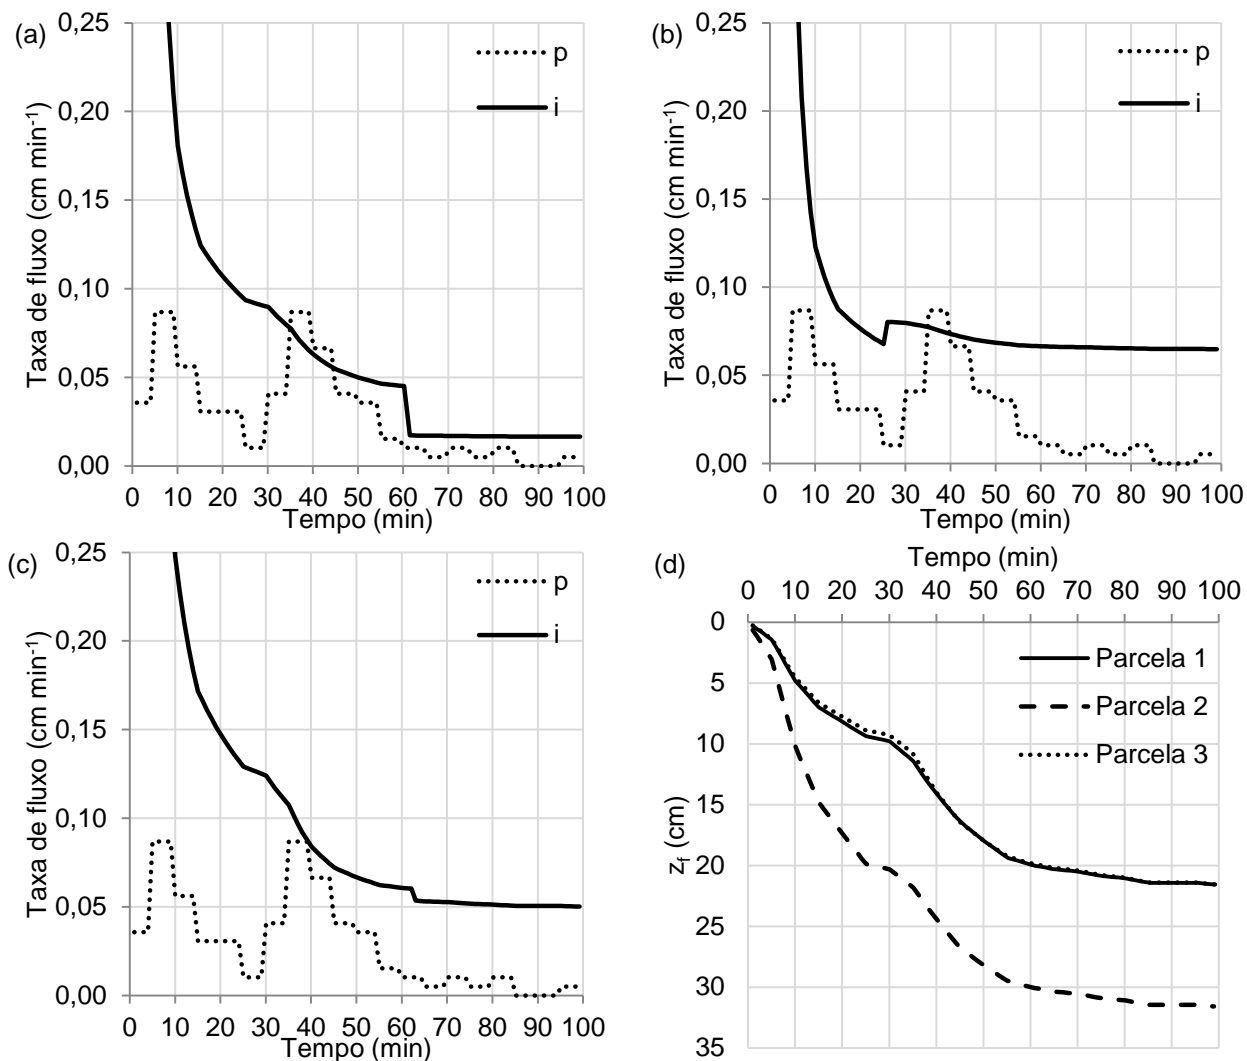 (a)
Taxa de fluxo (cm min-1)
0,25
0,20
0,15
0,10
0,05
0,00
p
i
0 10 20 30 40 50 60 70 80 90 100
Tempo (min)
(b)
Taxa de fluxo (cm min-1)
0,25
0,20
0,15
0,10
0,05
0,00
p
i
0 10 20 30 40 50 60 70 80 90 100
Tempo (min)
(c)
Taxa de fluxo (cm min-1)
0,25
0,20
0,15
0,10
0,05
0,00
p
i
0 10 20 30 40 50 60 70 80 90 100
Tempo (min)
(d)
Tempo (min)
0 10 20 30 40 50 60 70 80 90 100
zf (cm)
0
5
10
15
20
25
30
35
Parcela 1
Parcela 2
Parcela 3